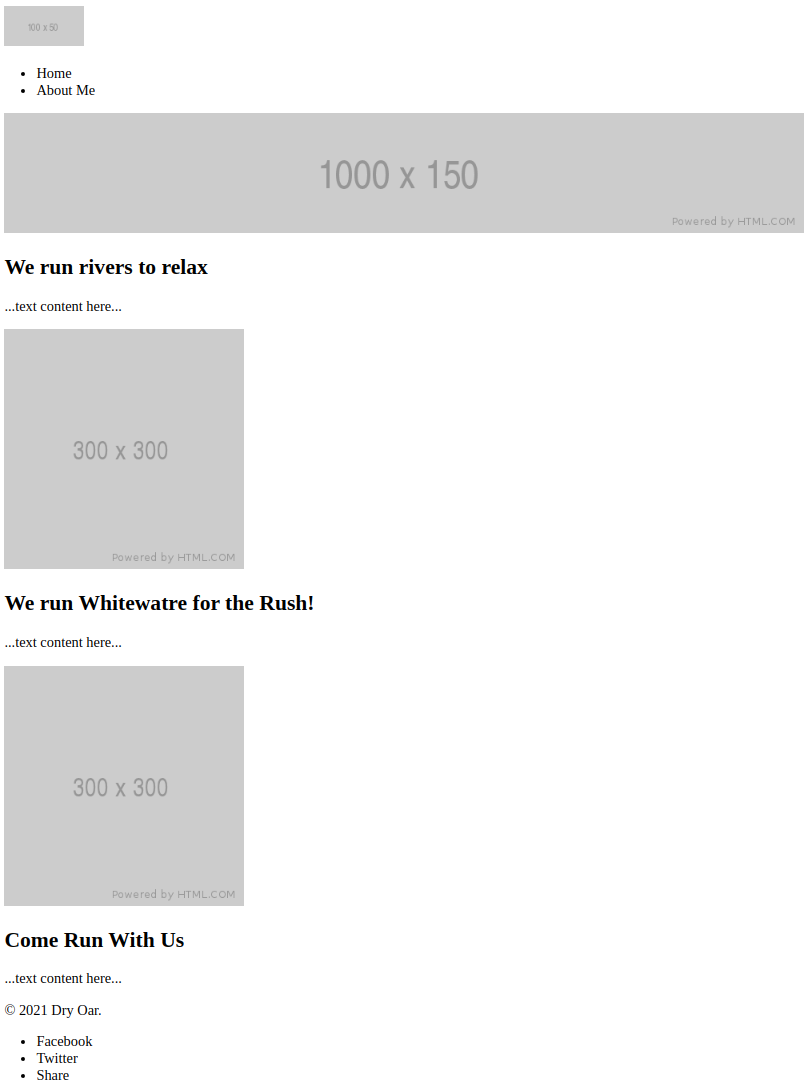 100 x 50
Home
About Me
1000 x 150
Powered by HTML.COM
We run rivers to relax
...text content here...
300 x 300
Powered by HTML.COM
We run Whitewatre for the Rush!
...text content here...
300 x 300
Powered by HTML.COM
Come Run With Us
...text content here...
© 2021 Dry Oar.
Facebook
Twitter
Share